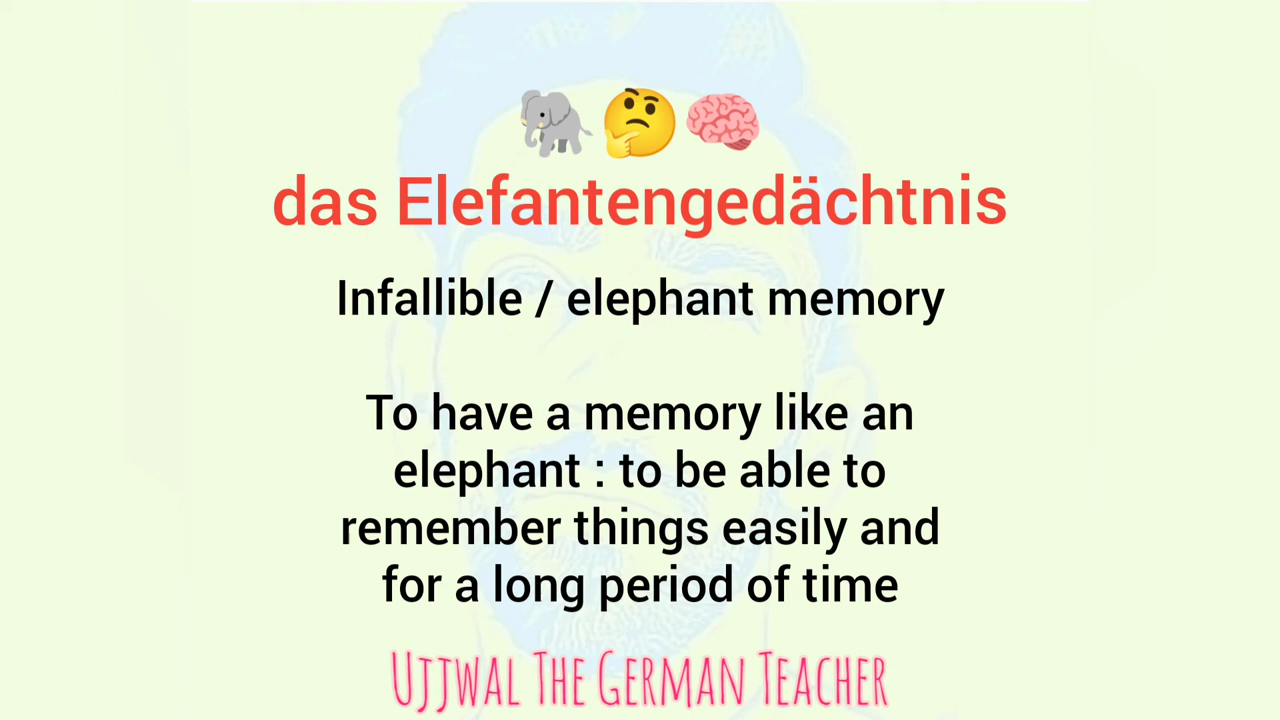 das Elefantengedächtnis
Infallible / elephant memory
To have a memory like an
elephant : to be able to
remember things easily and
for a long period of time
Ujjwal The German Teacher